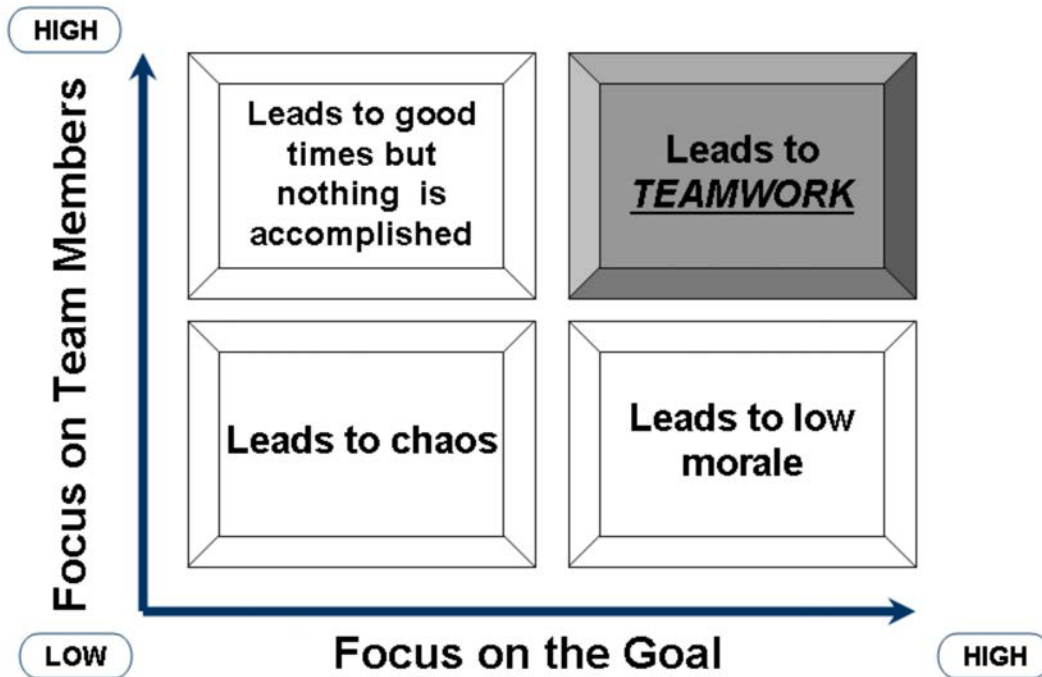 HIGH
Focus on Team Members
Leads to good
times but
nothing is
accomplished
Leads to
TEAMWORK
Leads to chaos
Leads to low
morale
LOW
Focus on the Goal
HIGH